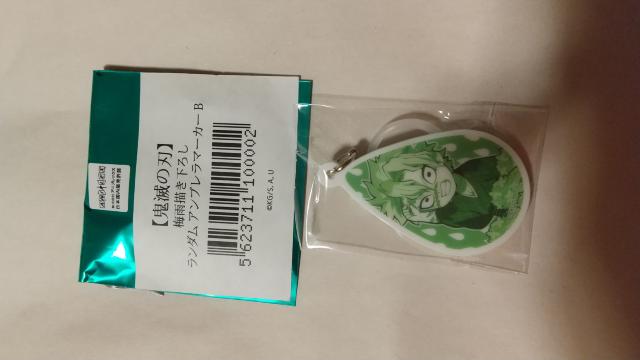 【鬼滅の刃】
梅雨描き下ろし
ランダム アンブレラマーカー B
5623711100002
©KG/S, A, U